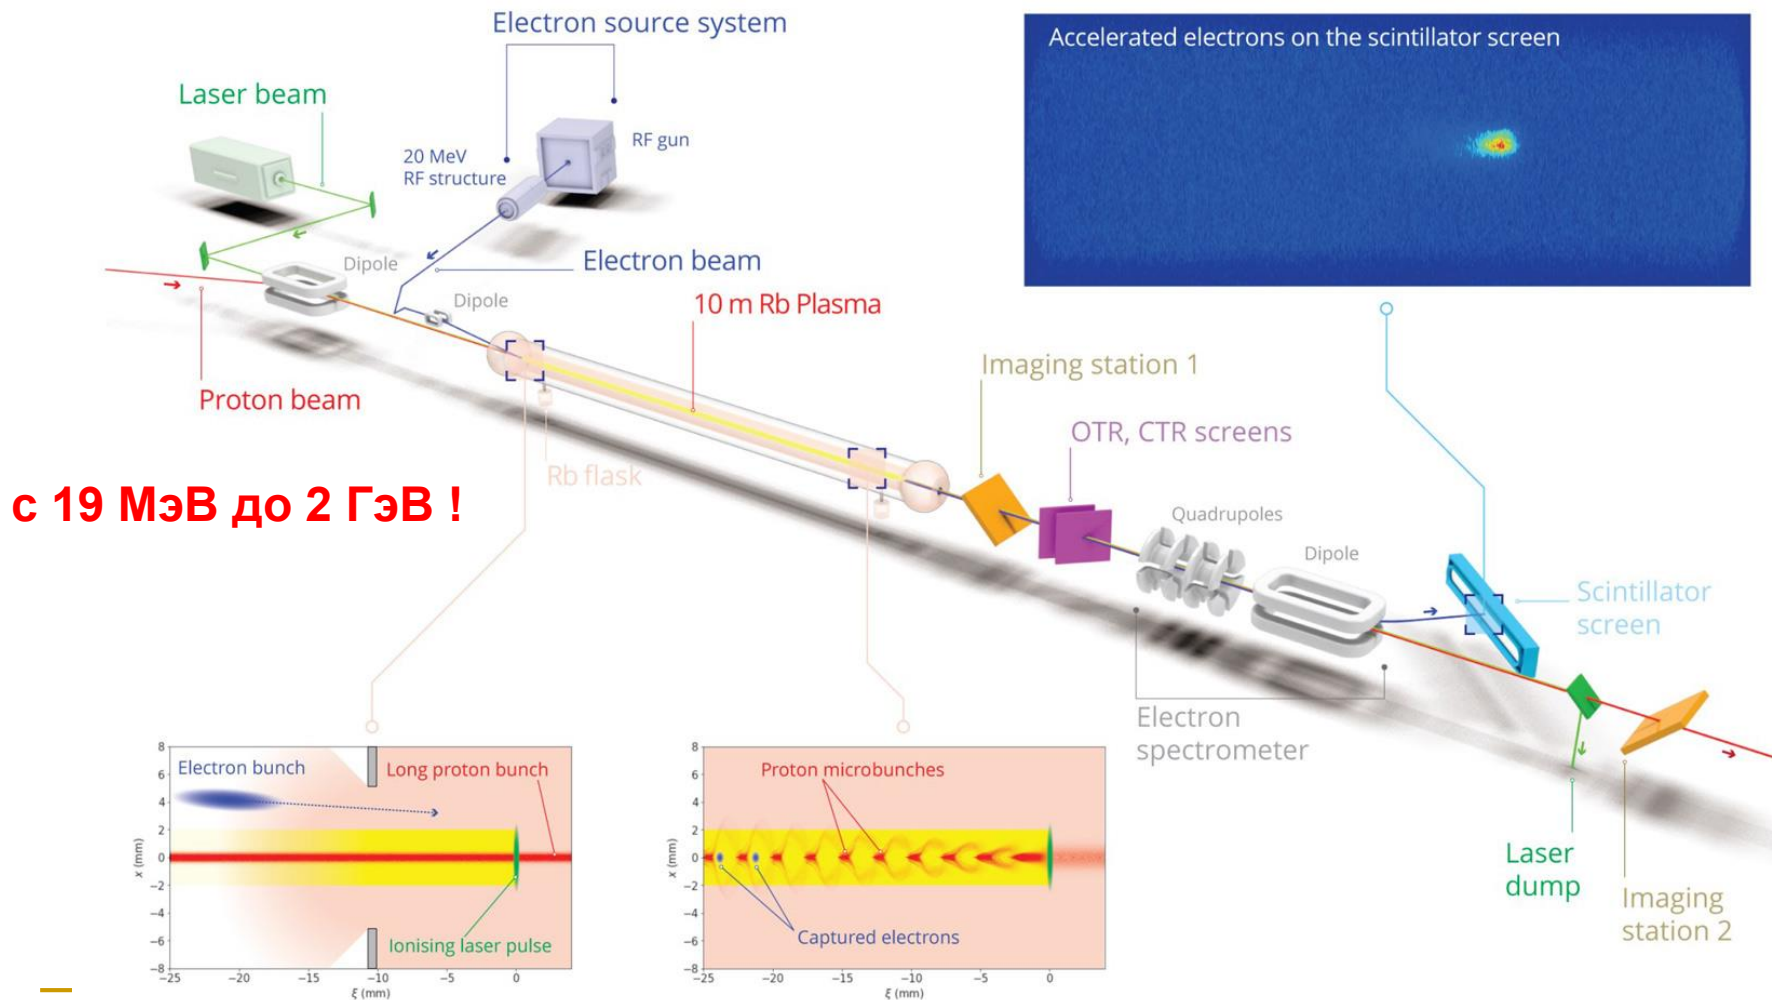 Electron source system
Accelerated electrons on the scintillator screen
Laser beam
RF gun
20 MeV
RF structure
Dipole
Electron beam
Dipole
10 m Rb Plasma
Proton beam
Imaging station 1
OTR, CTR screens
Rb flask
с 19 МэВ до 2 ГэВ !
Quadrupoles
Dipole
Scintillator
screen
Electron
spectrometer
Laser
dump
Imaging
station 2
8
6
4
2
0
−2
−4
−6
−8
x (mm)
Electron bunch
Long proton bunch
Ionising laser pulse
−25
−20
−15
−10
−5
0
ξ (mm)
8
6
4
2
0
−2
−4
−6
−8
x (mm)
Proton microbunches
Captured electrons
−25
−20
−15
−10
−5
0
ξ (mm)